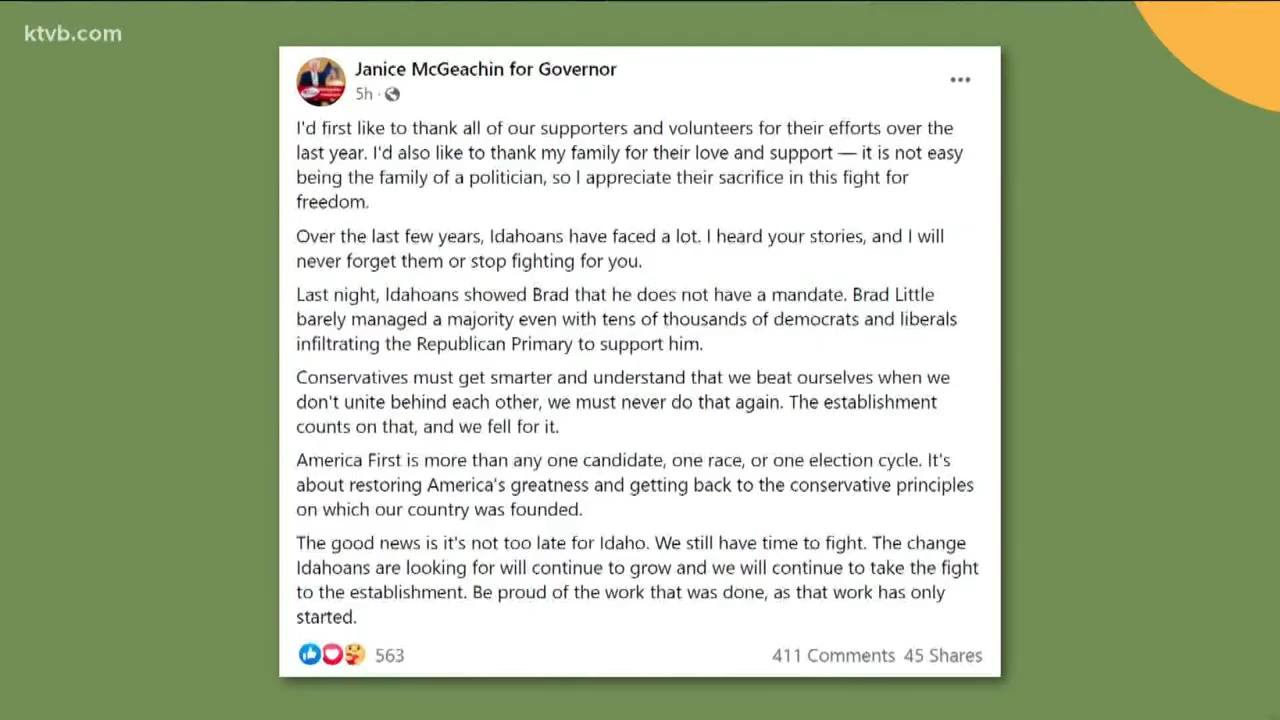 ktvb.com
Janice McGeachin for Governor
5h ·
I'd first like to thank all of our supporters and volunteers for their efforts over the
last year. I'd also like to thank my family for their love and support — it is not easy
being the family of a politician, so I appreciate their sacrifice in this fight for
freedom.
Over the last few years, Idahoans have faced a lot. I heard your stories, and I will
never forget them or stop fighting for you.
Last night, Idahoans showed Brad that he does not have a mandate. Brad Little
barely managed a majority even with tens of thousands of democrats and liberals
infiltrating the Republican Primary to support him.
Conservatives must get smarter and understand that we beat ourselves when we
don't unite behind each other, we must never do that again. The establishment
counts on that, and we fell for it.
America First is more than any one candidate, one race, or one election cycle. It's
about restoring America's greatness and getting back to the conservative principles
on which our country was founded.
The good news is it's not too late for Idaho. We still have time to fight. The change
Idahoans are looking for will continue to grow and we will continue to take the fight
to the establishment. Be proud of the work that was done, as that work has only
started.
563
411 Comments 45 Shares